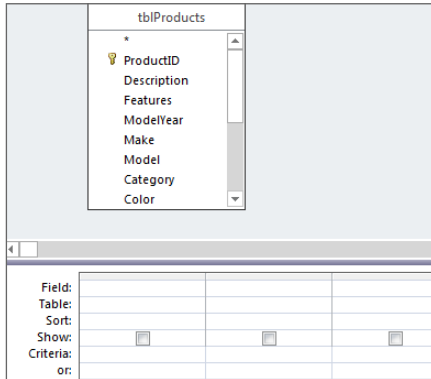 tblProducts
*
ProductID
Description
Features
ModelYear
Make
Model
Category
Color
Field:
Table:
Sort:
Show:
Criteria:
or: